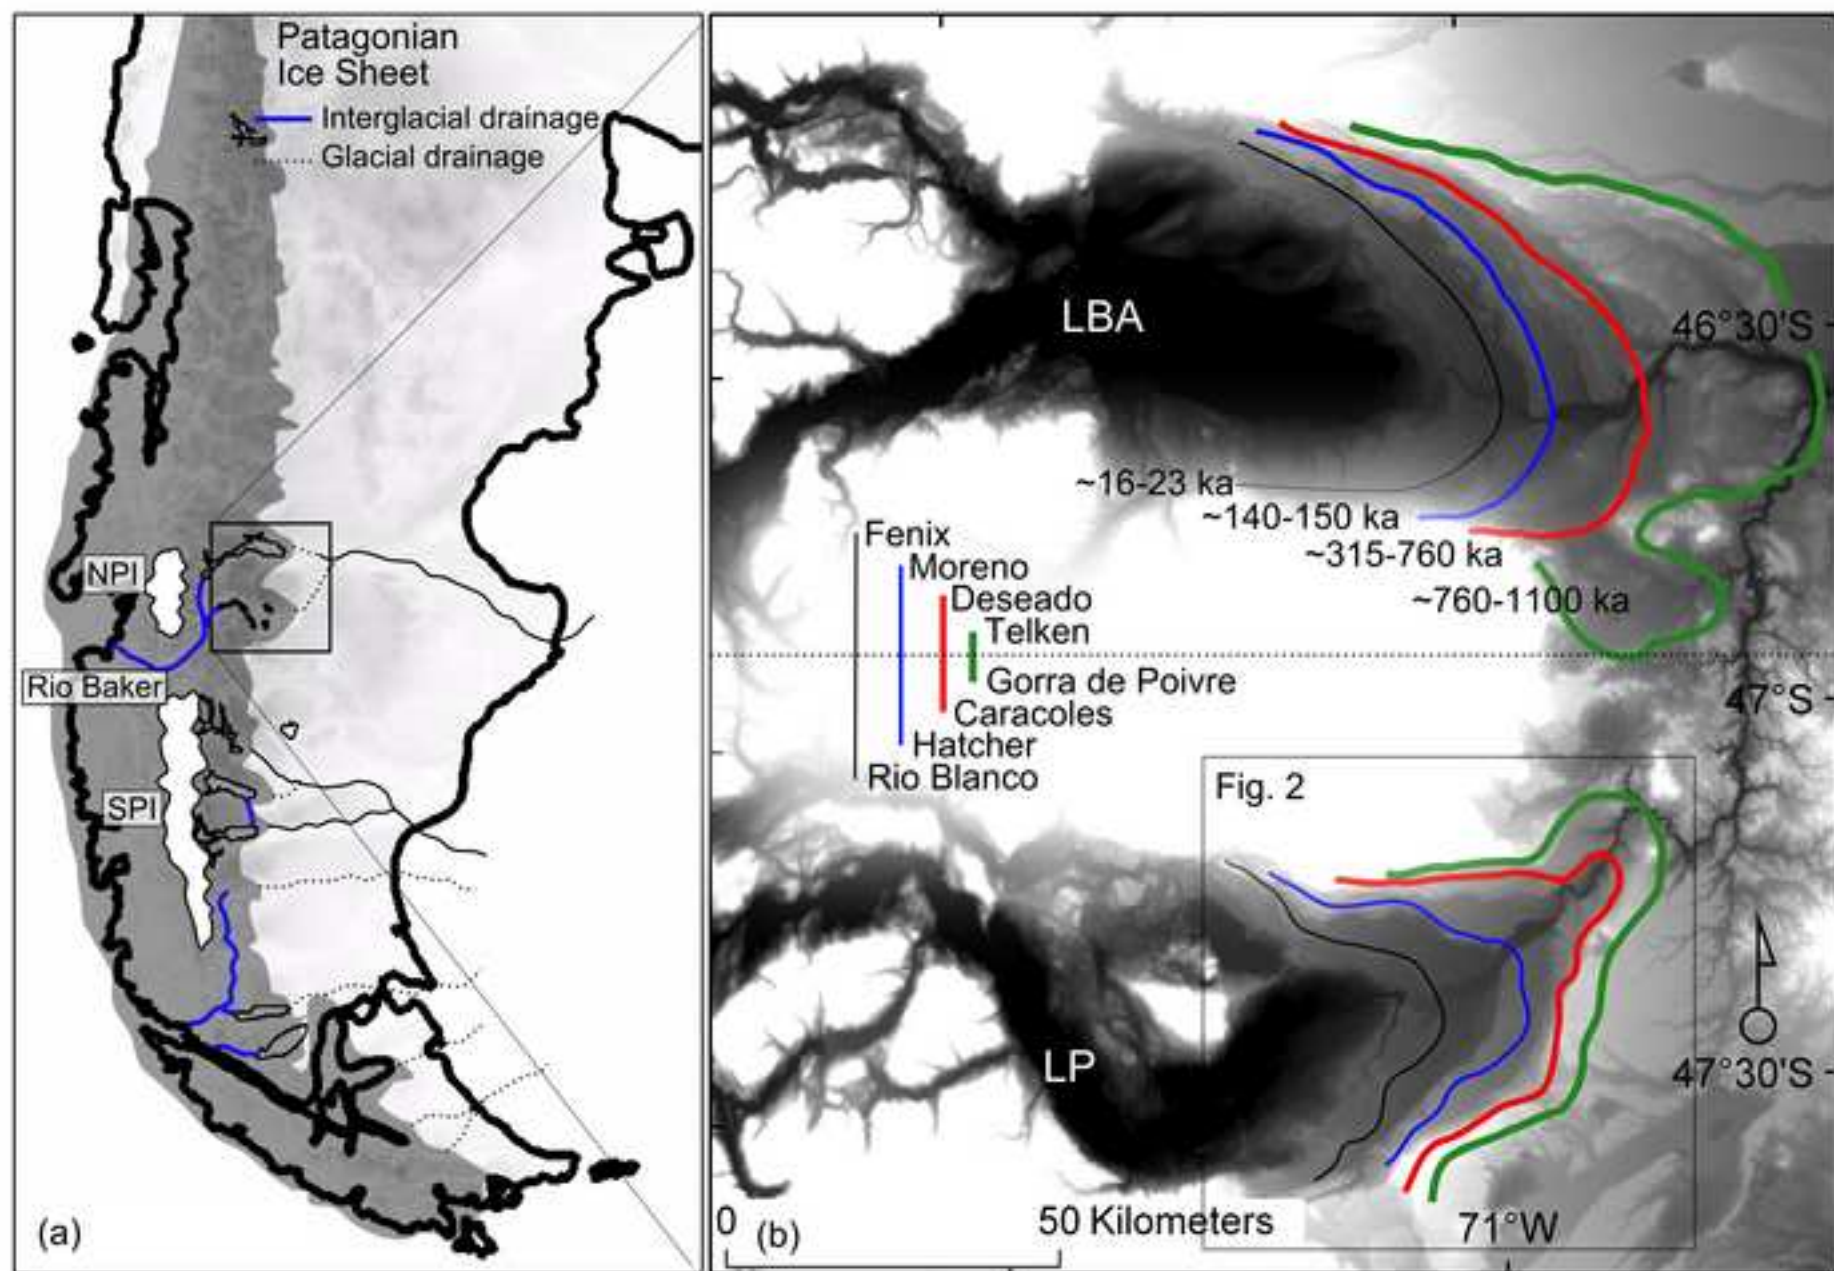 Patagonian
Ice Sheet
Interglacial drainage
Glacial drainage
NPI
Rio Baker
SPI
(a)
LBA
46°30'S
~16-23 ka
~140-150 ka
~315-760 ka
~760-1100 ka
Fenix
Moreno
Deseado
Telken
Gorra de Poivre
Caracoles
Hatcher
Rio Blanco
47°S
Fig. 2
LP
47°30'S
0
50 Kilometers
71°W
(b)